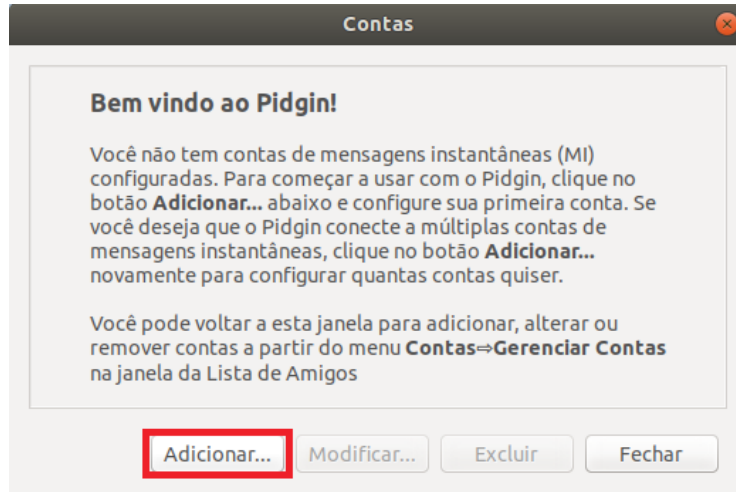 Contas
Bem vindo ao Pidgin!
Você não tem contas de mensagens instantâneas (MI)
configuradas. Para começar a usar com o Pidgin, clique no
botão Adicionar... abaixo e configure sua primeira conta. Se
você deseja que o Pidgin conecte a múltiplas contas de
mensagens instantâneas, clique no botão Adicionar...
novamente para configurar quantas contas quiser.
Você pode voltar a esta janela para adicionar, alterar ou
remover contas a partir do menu Contas⇨Gerenciar Contas
na janela da Lista de Amigos
Adicionar... Modificar... Excluir Fechar